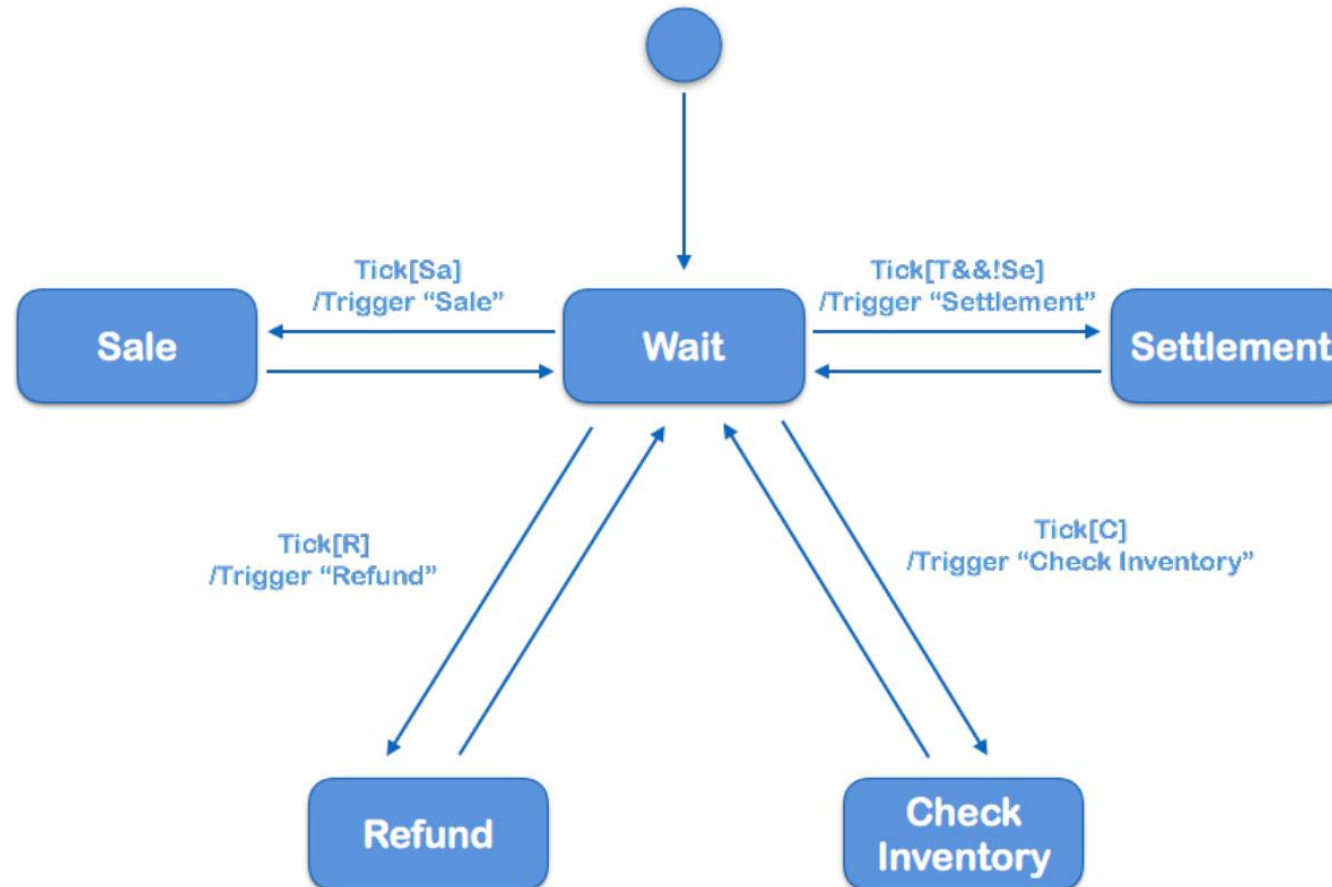 Tick[Sa]
/Trigger “Sale”
Tick[T&&!Se]
/Trigger “Settlement”
Sale
Wait
Settlement
Tick[R]
/Trigger “Refund”
Tick[C]
/Trigger “Check Inventory”
Refund
Check
Inventory